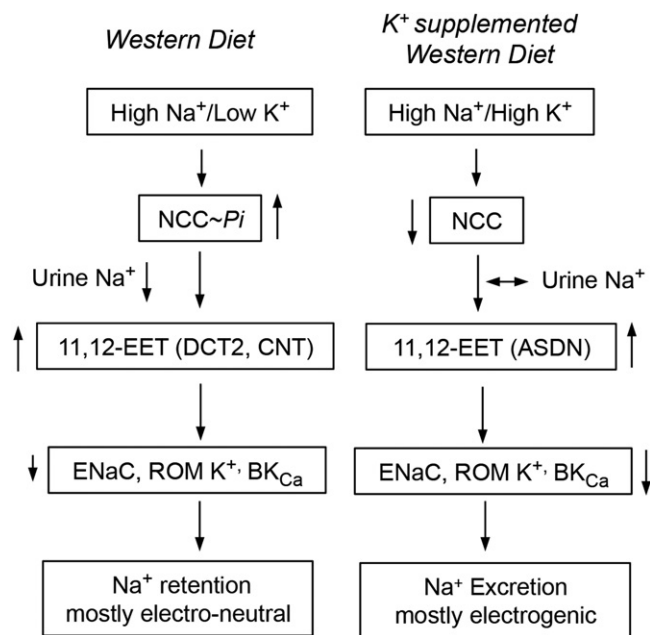 Western Diet
High Na⁺/Low K⁺
NCC~Pi
Urine Na⁺
11,12-EET (DCT2, CNT)
ENaC, ROM K⁺, BKCa
Na⁺ retention
mostly electro-neutral
K⁺ supplemented
Western Diet
High Na⁺/High K⁺
NCC
Urine Na⁺
11,12-EET (ASDN)
ENaC, ROM K⁺, BKCa
Na⁺ Excretion
mostly electrogenic